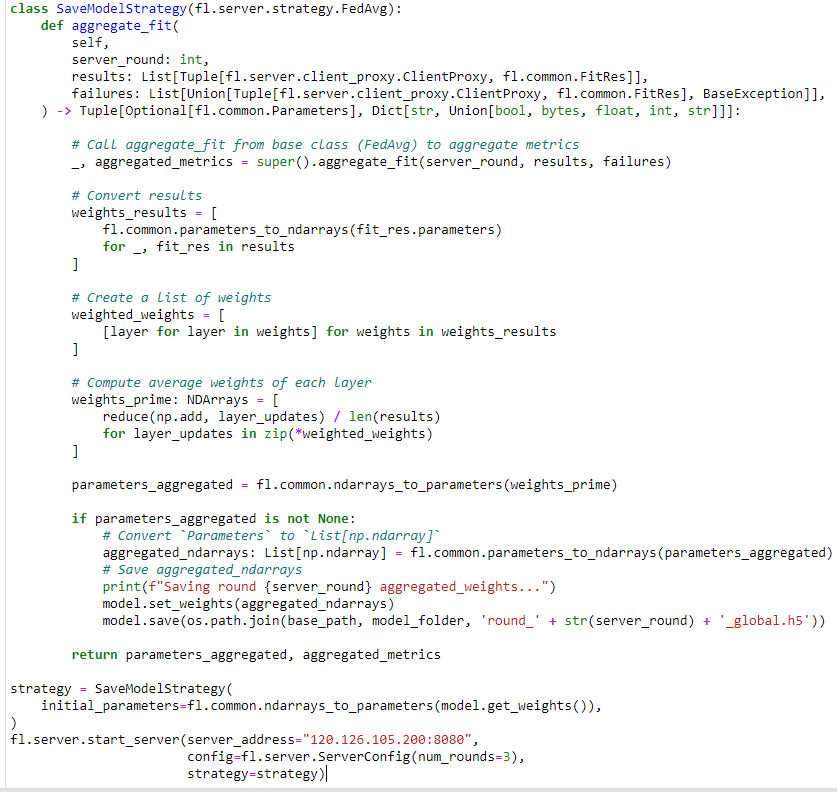 class SaveModelStrategy(fl.server.strategy.FedAvg):
    def aggregate_fit(
        self,
        server_round: int,
        results: List[Tuple[fl.server.client_proxy.ClientProxy, fl.common.FitRes]],
        failures: List[Union[Tuple[fl.server.client_proxy.ClientProxy, fl.common.FitRes], BaseException]],
    ) -> Tuple[Optional[fl.common.Parameters], Dict[str, Union[bool, bytes, float, int, str]]]:

        # Call aggregate_fit from base class (FedAvg) to aggregate metrics
        _, aggregated_metrics = super().aggregate_fit(server_round, results, failures)

        # Convert results
        weights_results = [
            fl.common.parameters_to_ndarrays(fit_res.parameters)
            for _, fit_res in results
        ]

        # Create a list of weights
        weighted_weights = [
            [layer for layer in weights] for weights in weights_results
        ]

        # Compute average weights of each layer
        weights_prime: NDArrays = [
            reduce(np.add, layer_updates) / len(results)
            for layer_updates in zip(*weighted_weights)
        ]

        parameters_aggregated = fl.common.ndarrays_to_parameters(weights_prime)

        if parameters_aggregated is not None:
            # Convert `Parameters` to `List[np.ndarray]`
            aggregated_ndarrays: List[np.ndarray] = fl.common.parameters_to_ndarrays(parameters_aggregated)
            # Save aggregated_ndarrays
            print(f"Saving round {server_round} aggregated_weights...")
            model.set_weights(aggregated_ndarrays)
            model.save(os.path.join(base_path, model_folder, 'round_' + str(server_round) + '_global.h5'))

        return parameters_aggregated, aggregated_metrics

strategy = SaveModelStrategy(
    initial_parameters=fl.common.ndarrays_to_parameters(model.get_weights()),
)
fl.server.start_server(server_address="120.126.105.200:8080",
                       config=fl.server.ServerConfig(num_rounds=3),
                       strategy=strategy)